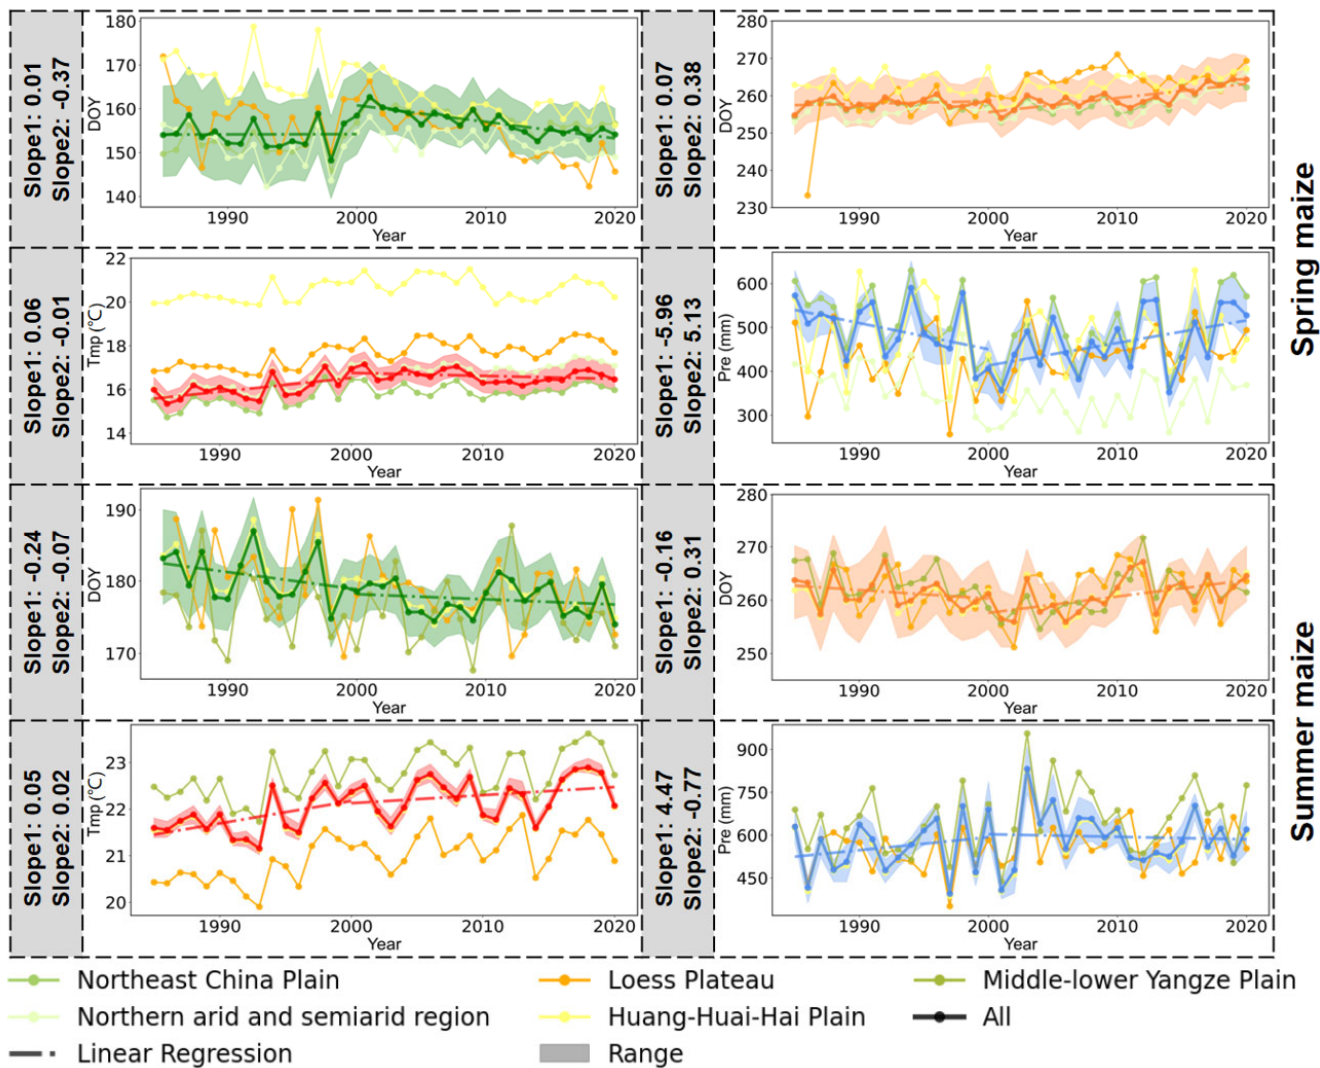 Slope1: 0.01
Slope2: -0.37
DOY
180
170
160
150
140
1990
2000
2010
2020
Year
Slope1: 0.07
Slope2: 0.38
DOY
280
270
260
250
240
230
1990
2000
2010
2020
Year
Spring maize
Slope1: 0.06
Slope2: -0.01
Tmp (℃)
22
20
18
16
14
1990
2000
2010
2020
Year
Slope1: -5.96
Slope2: 5.13
Pre (mm)
600
500
400
300
1990
2000
2010
2020
Year
Slope1: -0.24
Slope2: -0.07
DOY
190
180
170
1990
2000
2010
2020
Year
Slope1: -0.16
Slope2: 0.31
DOY
280
270
260
250
1990
2000
2010
2020
Year
Summer maize
Slope1: 0.05
Slope2: 0.02
Tmp (℃)
23
22
21
20
1990
2000
2010
2020
Year
Slope1: 4.47
Slope2: -0.77
Pre (mm)
900
750
600
450
1990
2000
2010
2020
Year
Northeast China Plain
Loess Plateau
Middle-lower Yangze Plain
Northern arid and semiarid region
Huang-Huai-Hai Plain
All
Linear Regression
Range